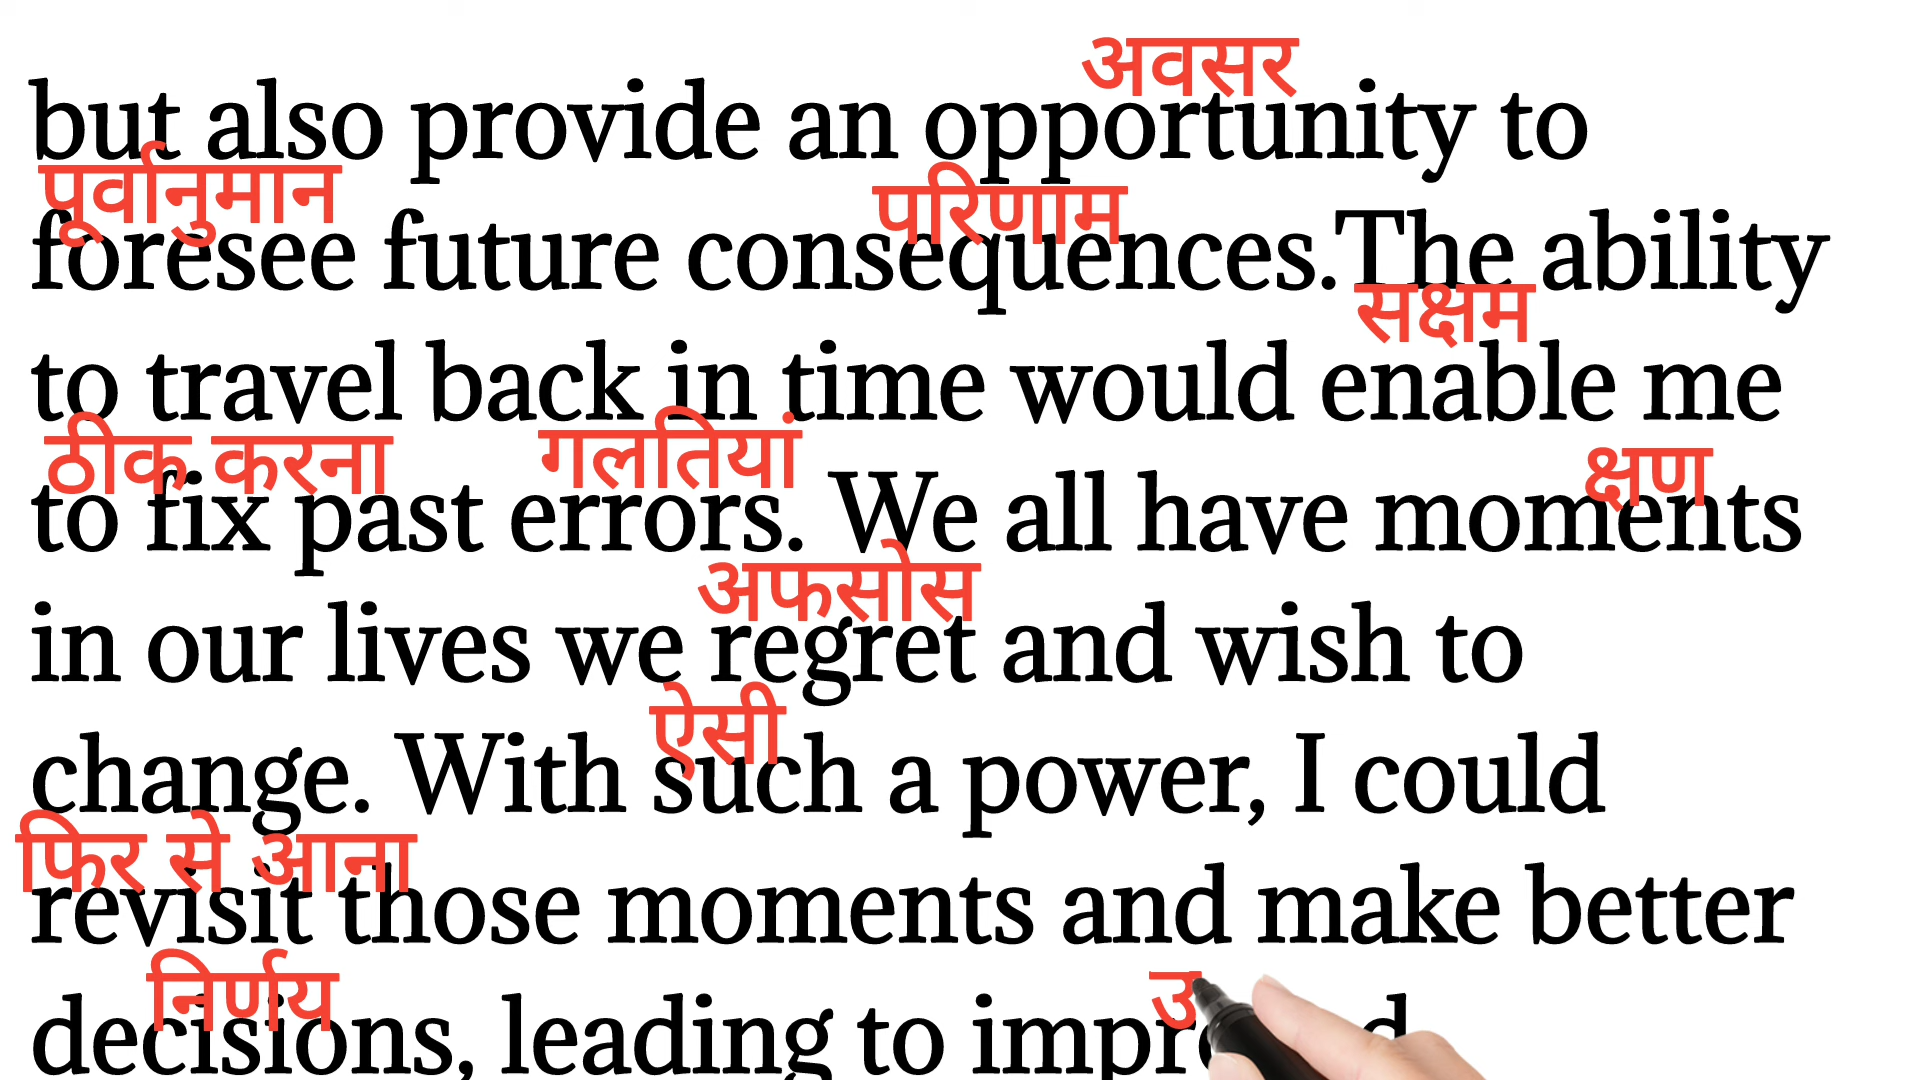 अवसर
but also provide an opportunity to
पूर्वानुमान परिणाम
foresee future consequences.The ability
सक्षम
to travel back in time would enable me
ठीक करना गलतियां क्षण
to fix past errors. We all have moments
अफसोस
in our lives we regret and wish to
ऐसी
change. With such a power, I could
फिर से आना
revisit those moments and make better
निर्णय उ
decisions, leading to